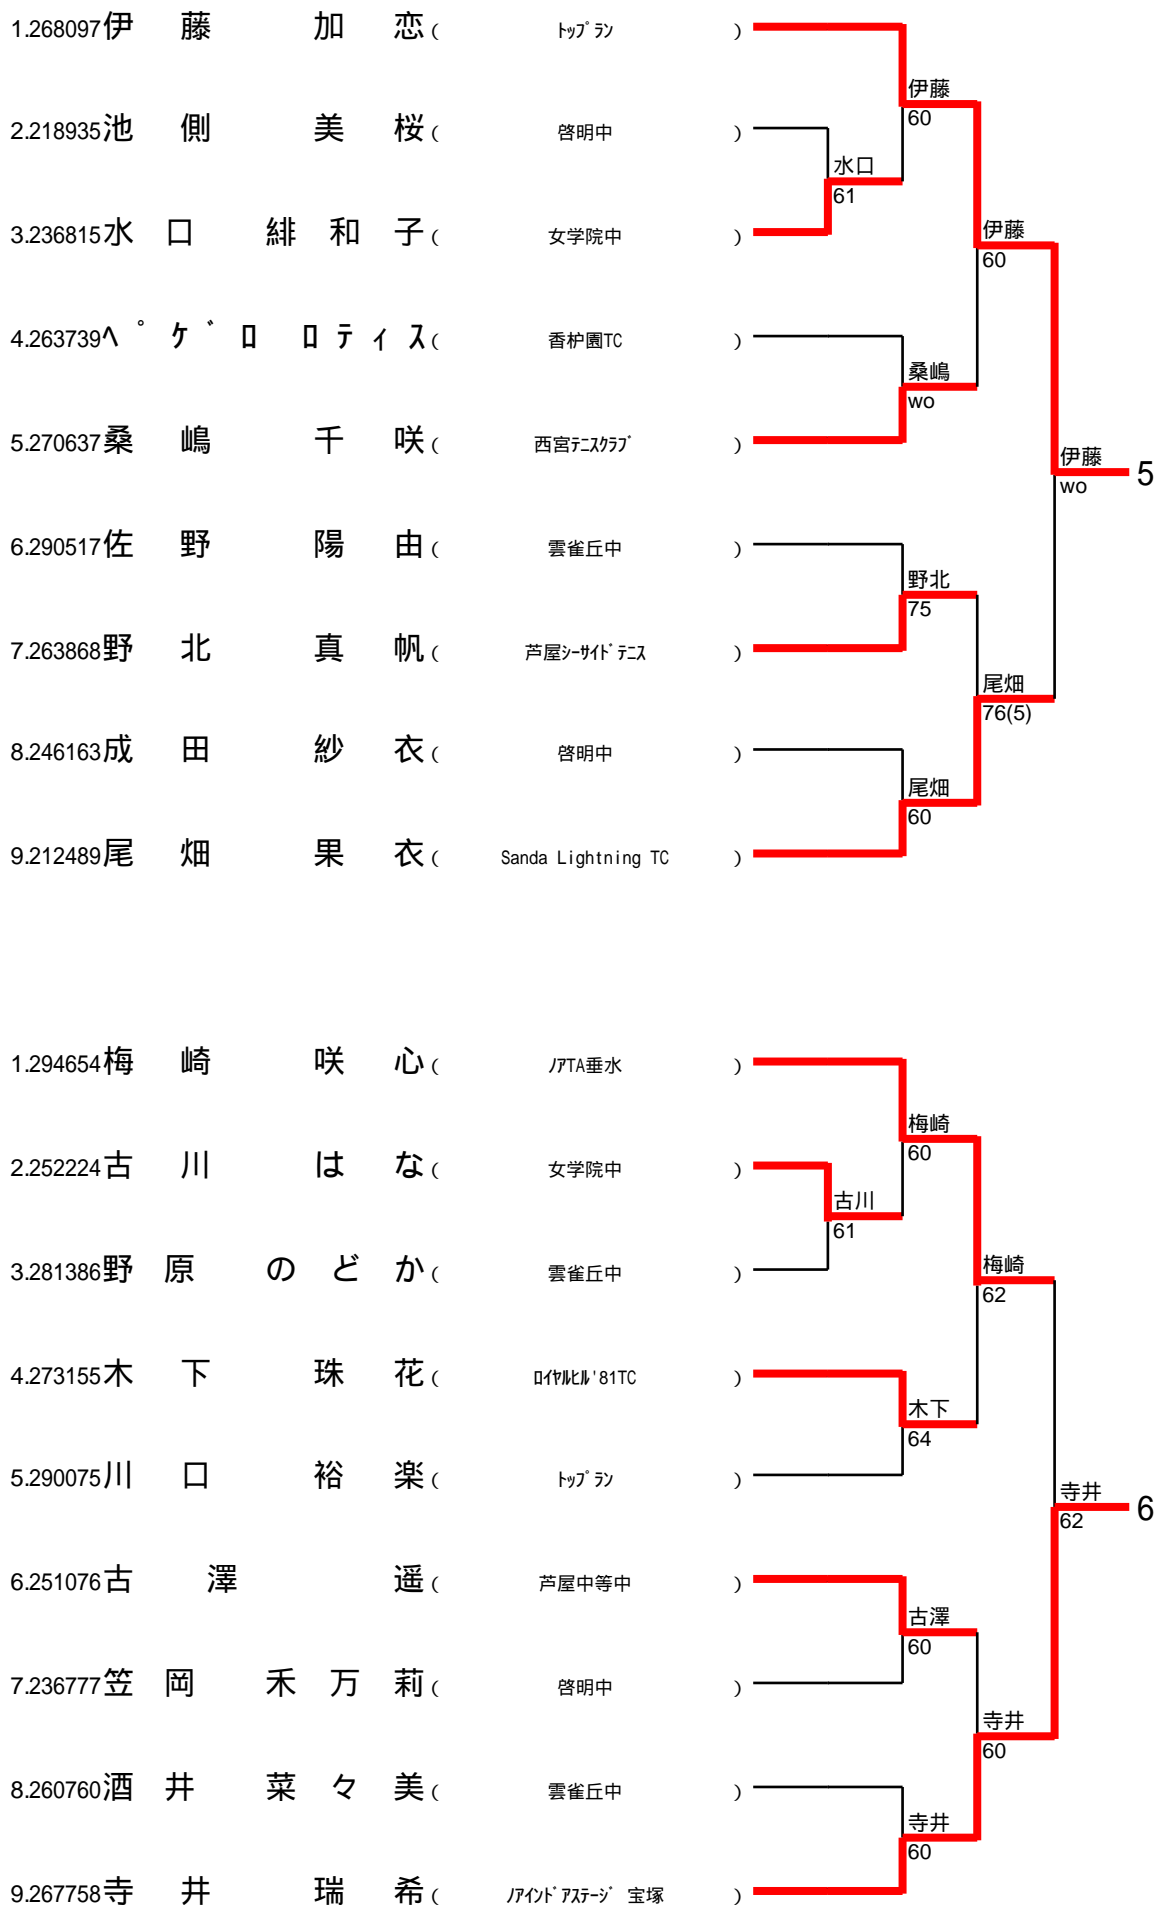 1.268097伊藤 加恋(トップラン)
伊藤
60
2.218935池側 美桜(啓明中)
水口
61
3.236815水口 緋和子(女学院中)
伊藤
60
4.263739ペゲロ ロティス(香枦園TC)
桑嶋
wo
5.270637桑嶋 千咲(西宮テニスクラブ)
伊藤
wo
5
6.290517佐野 陽由(雲雀丘中)
野北
75
7.263868野北 真帆(芦屋シーサイドテニス)
尾畑
76(5)
8.246163成田 紗衣(啓明中)
尾畑
60
9.212489尾畑 果衣(Sanda Lightning TC)
1.294654梅崎 咲心(ノアTA垂水)
梅崎
60
2.252224古川 はな(女学院中)
古川
61
3.281386野原 のどか(雲雀丘中)
梅崎
62
4.273155木下 珠花(ロイヤルヒル'81TC)
木下
64
5.290075川口 裕楽(トップラン)
寺井
62
6
6.251076古澤 遥(芦屋中等中)
古澤
60
7.236777笠岡 禾万莉(啓明中)
寺井
60
8.260760酒井 菜々美(雲雀丘中)
寺井
60
9.267758寺井 瑞希(ノアインドアステージ 宝塚)